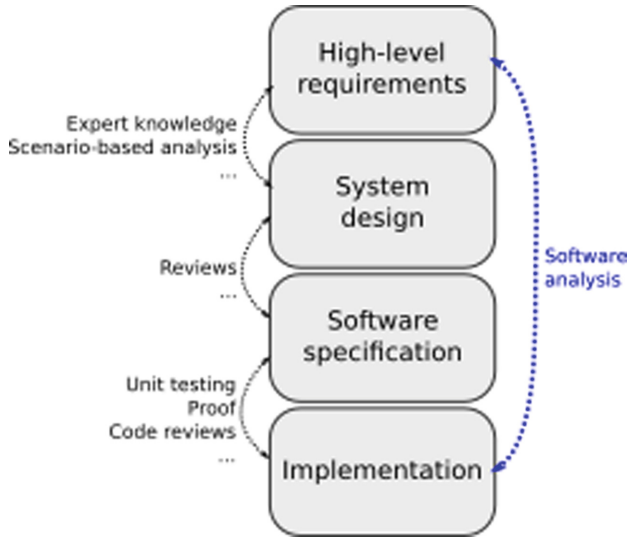 High-level
requirements
Expert knowledge
Scenario-based analysis
...
System
design
Reviews
...
Software
specification
Unit testing
Proof
Code reviews
...
Implementation
Software
analysis